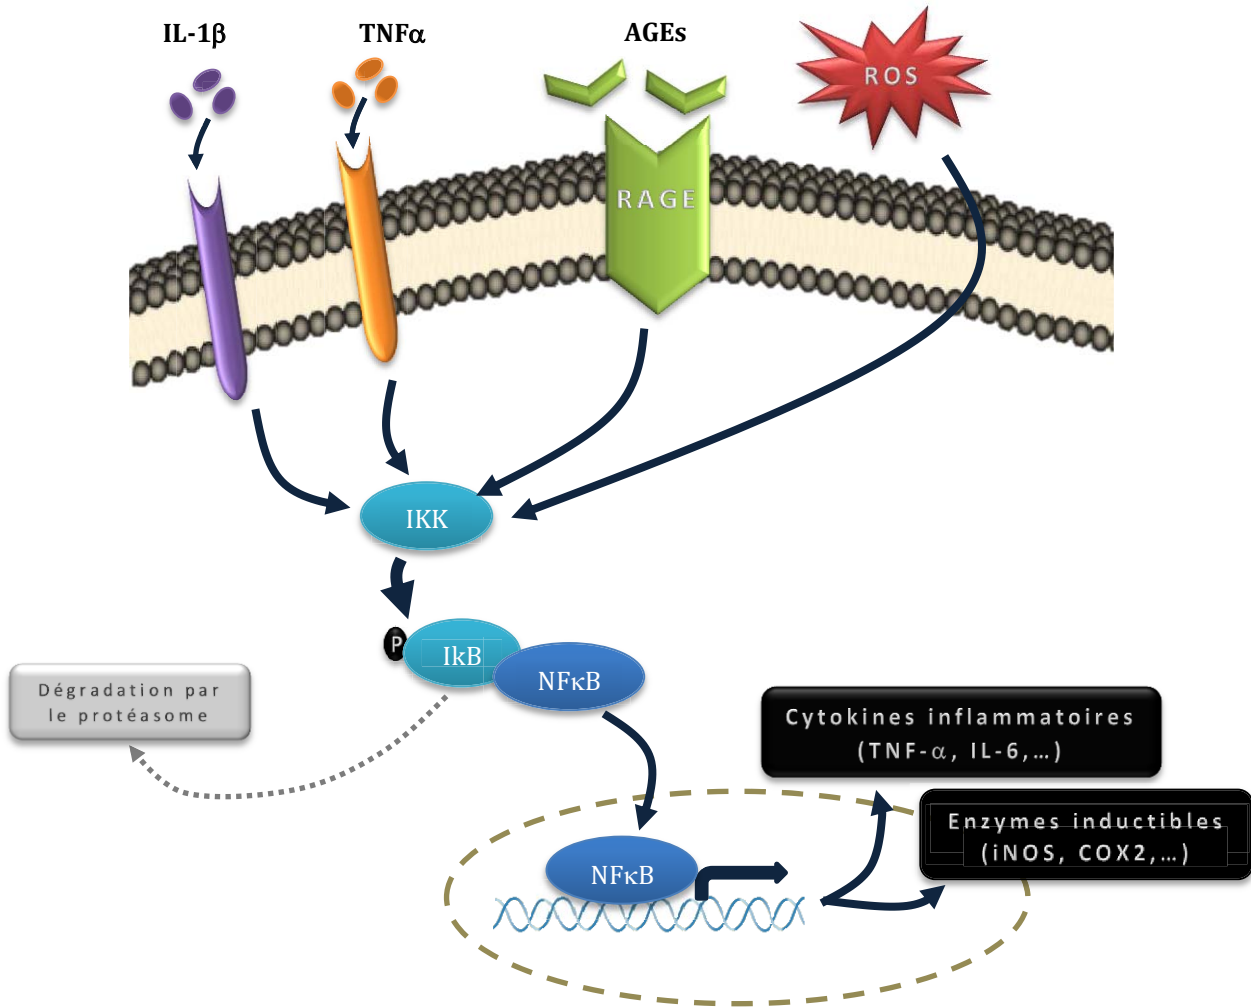 IL-1β
TNFα
AGEs
ROS
RAGE
IKK
P
IkB
NFκB
Dégradation par
le protéasome
Cytokines inflammatoires
(TNF-α, IL-6,...)
Enzymes inductibles
(iNOS, COX2,...)
NFκB